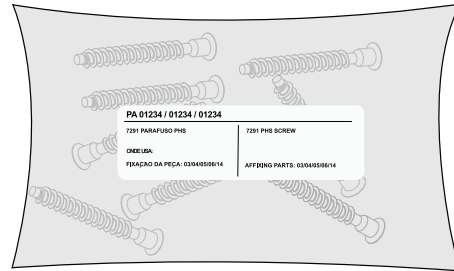 PA 01234 / 01234 / 01234
7291 PARAFUSO PHS
ONDE USA:
FIXAÇAO DA PEÇA: 03/04/05/06/14
7291 PHS SCREW
AFFIXING PARTS: 03/04/05/06/14